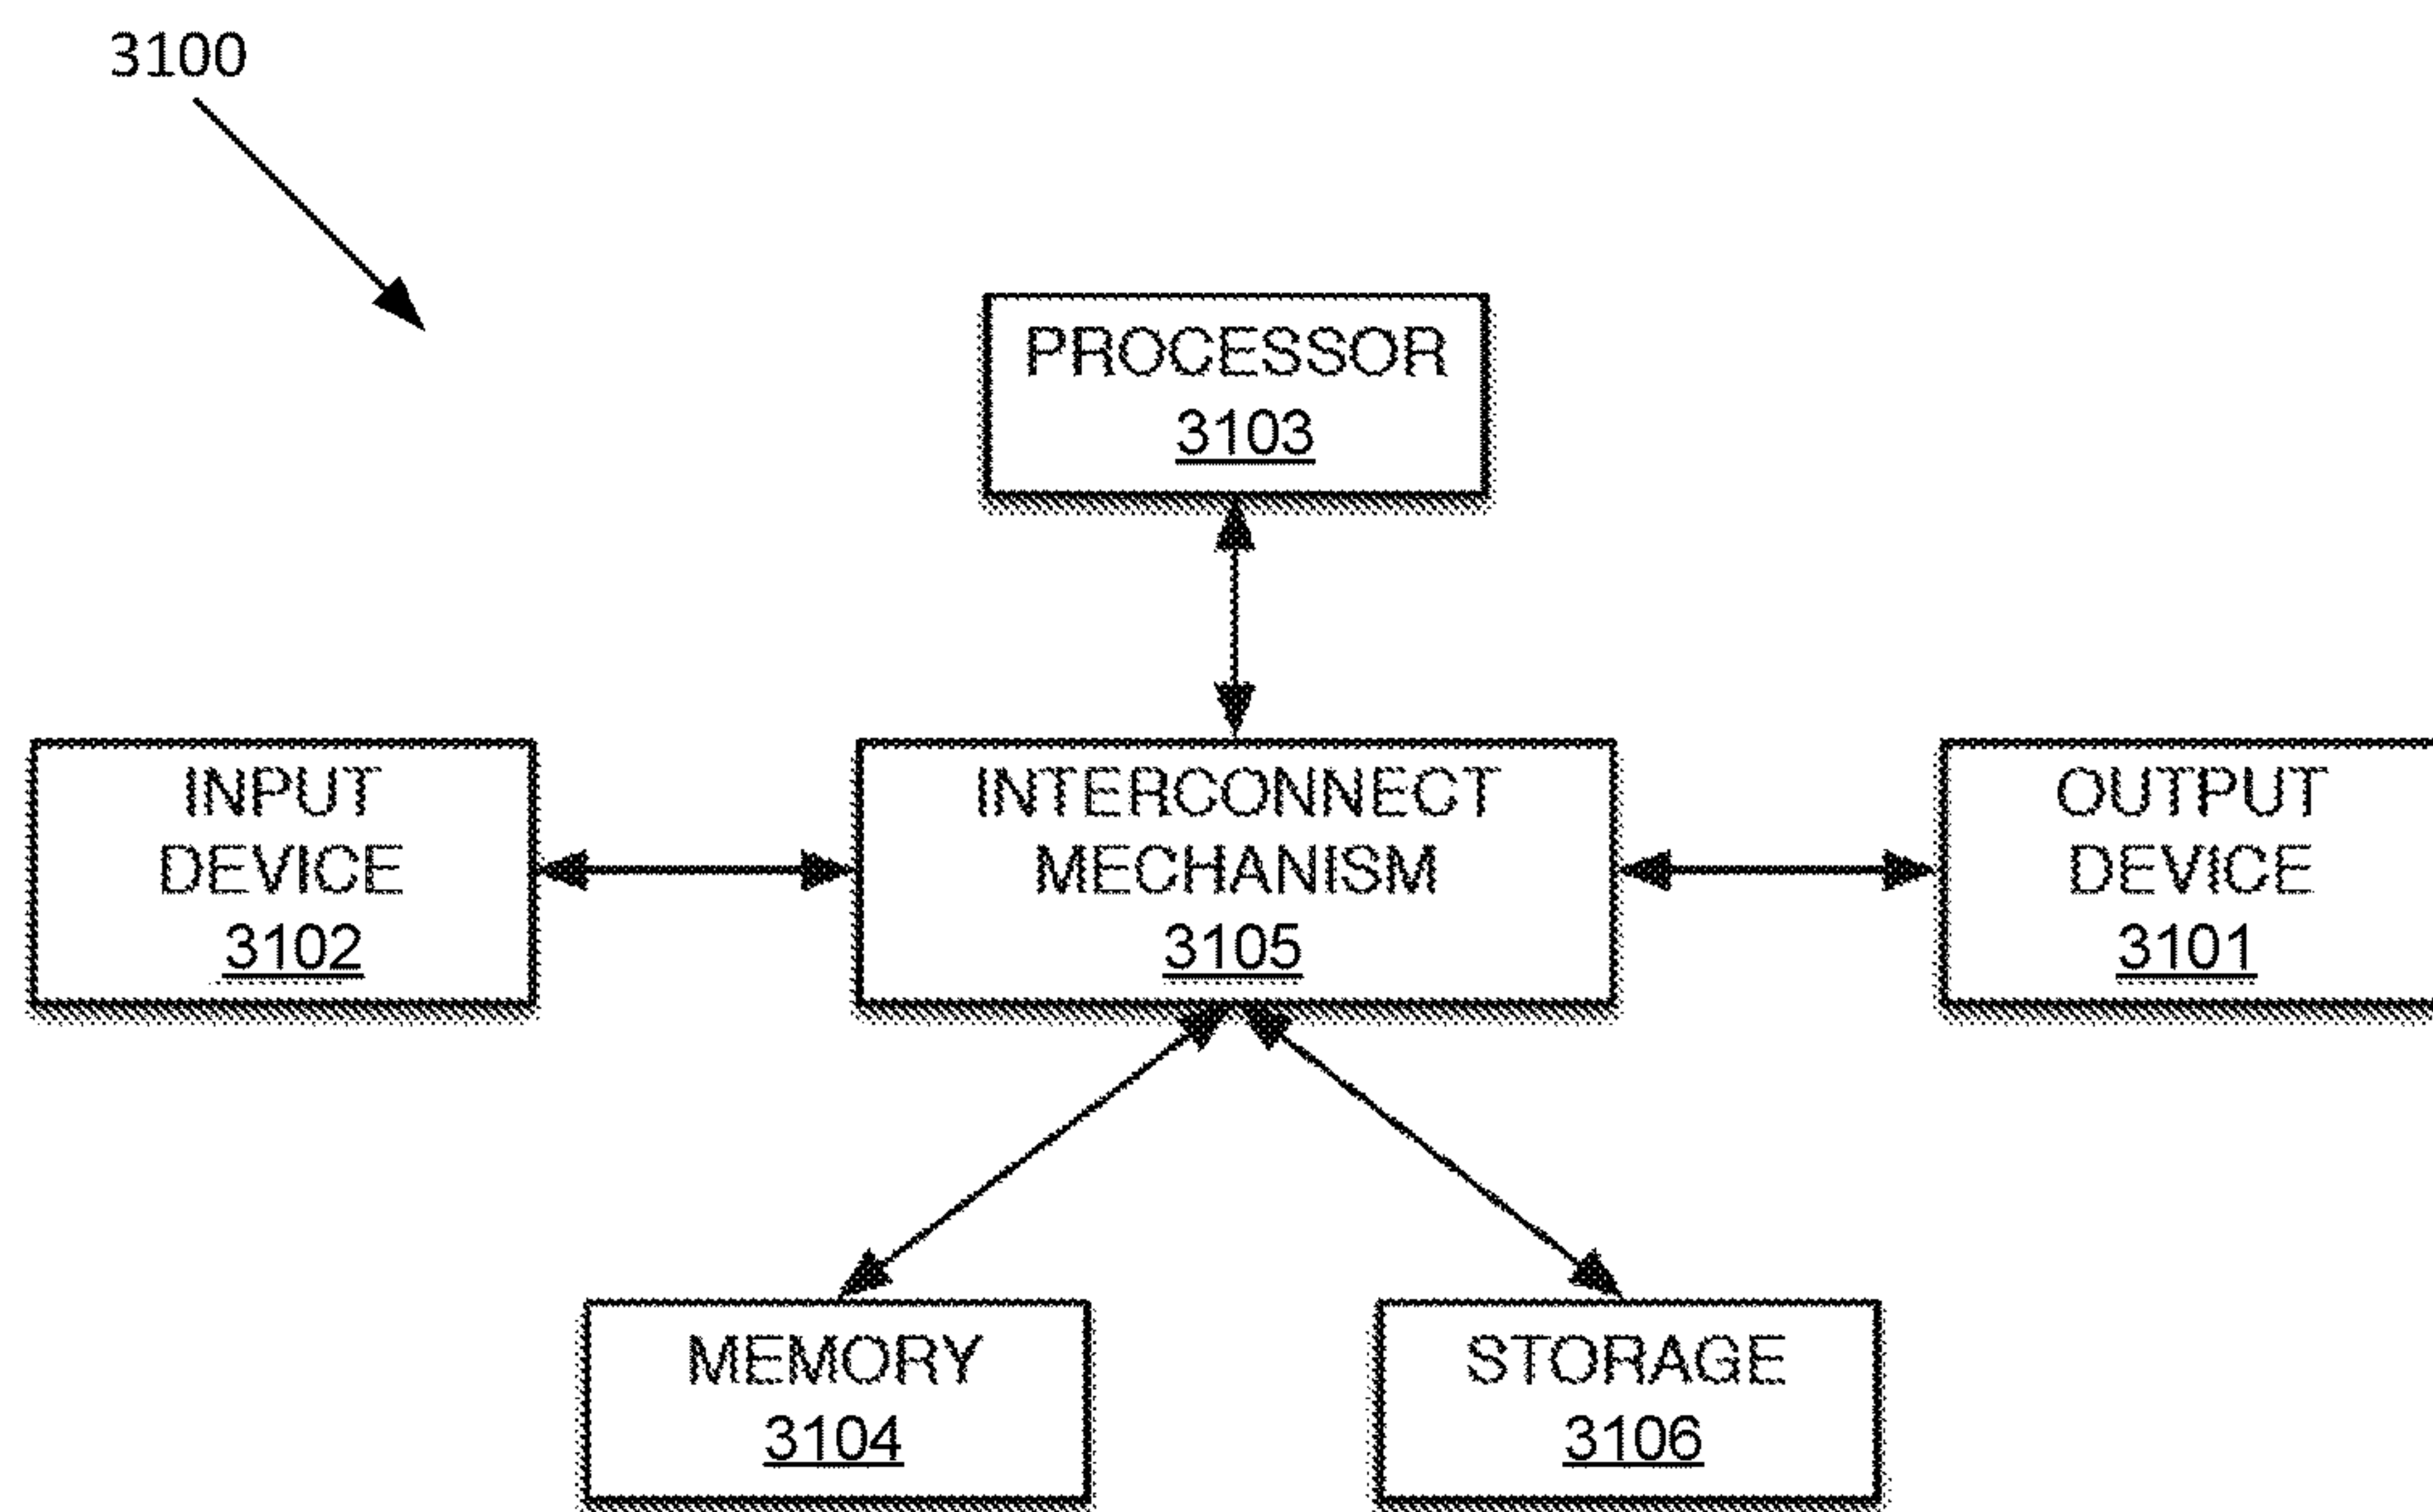 3100
PROCESSOR
3103
INPUT
DEVICE
3102
INTERCONNECT
MECHANISM
3105
OUTPUT
DEVICE
3101
MEMORY
3104
STORAGE
3106